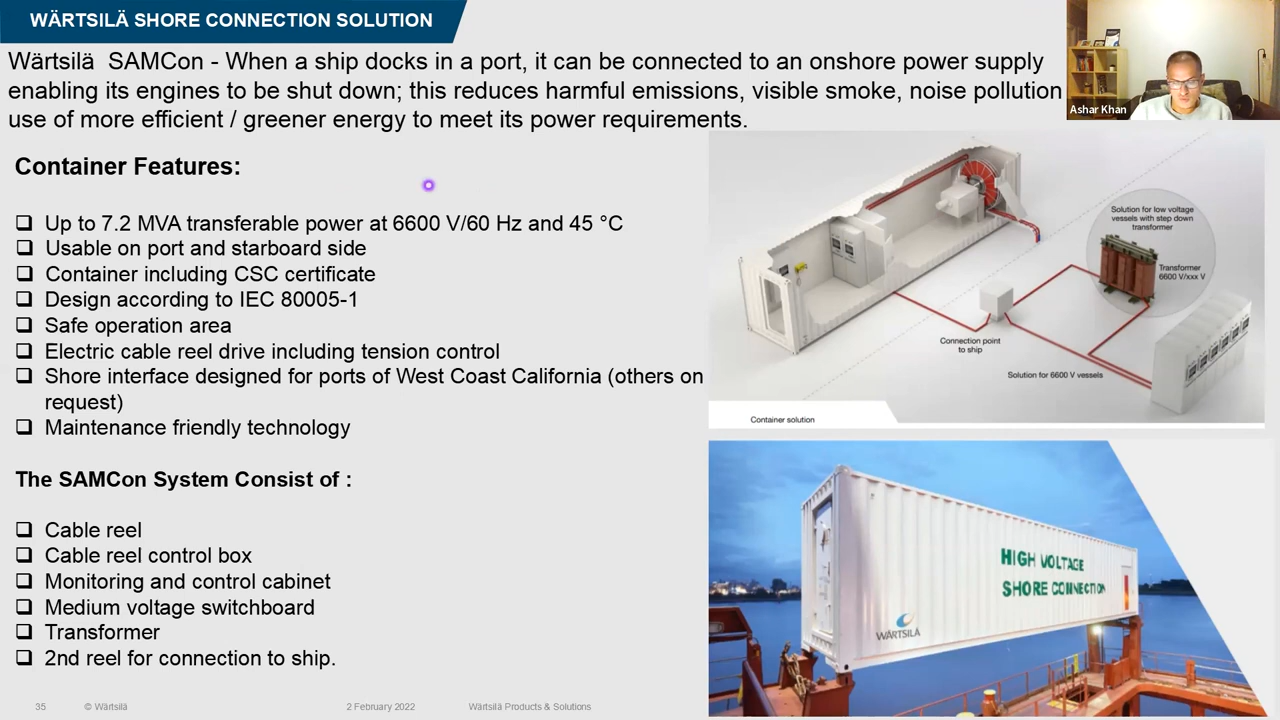 WÄRTSILÄ SHORE CONNECTION SOLUTION
Wärtsilä SAMCon - When a ship docks in a port, it can be connected to an onshore power supply
enabling its engines to be shut down; this reduces harmful emissions, visible smoke, noise pollution
use of more efficient / greener energy to meet its power requirements.
Ashar Khan
Container Features:
Up to 7.2 MVA transferable power at 6600 V/60 Hz and 45 °C
Usable on port and starboard side
Container including CSC certificate
Design according to IEC 80005-1
Safe operation area
Electric cable reel drive including tension control
Shore interface designed for ports of West Coast California (others on
request)
Maintenance friendly technology
The SAMCon System Consist of :
Cable reel
Cable reel control box
Monitoring and control cabinet
Medium voltage switchboard
Transformer
2nd reel for connection to ship.
Solution for low voltage
vessels with step down
transformer
Transformer
6600 V/xxx V
Connection point
to ship
Solution for 6600 V vessels
Container solution
HIGH VOLTAGE
SHORE CONNECTION
WÄRTSILÄ
35
© Wärtsilä
2 February 2022
Wärtsilä Products & Solutions